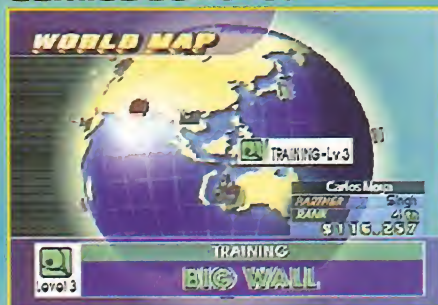 WORLD MAP
TRAINING-Lv3
Carlos Moya
PARTNER Singh
RANK
$116,257
TRAINING
Level 3
BIG WALL